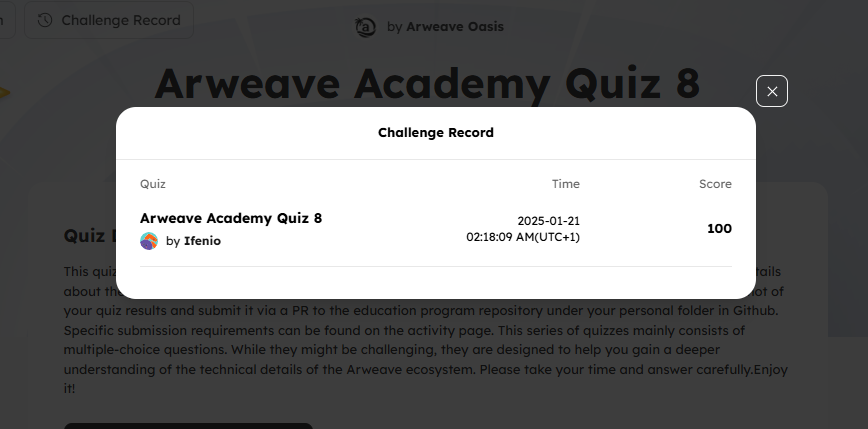 n
Challenge Record
by Arweave Oasis
Arweave Academy Quiz 8
Challenge Record
Quiz Time Score
Arweave Academy Quiz 8
by Ifenio
2025-01-21
02:18:09 AM(UTC+1)
100
Quiz
This quiz tails
about the not of
your quiz results and submit it via a PR to the education program repository under your personal folder in Github.
Specific submission requirements can be found on the activity page. This series of quizzes mainly consists of
multiple-choice questions. While they might be challenging, they are designed to help you gain a deeper
understanding of the technical details of the Arweave ecosystem. Please take your time and answer carefully.Enjoy
it!